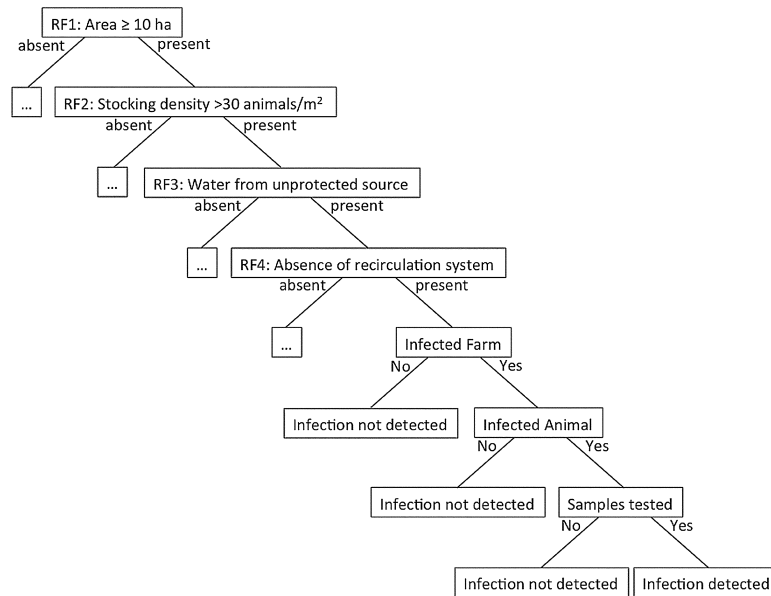 RF1: Area ≥ 10 ha
absent
present
...
RF2: Stocking density >30 animals/m²
absent
present
...
RF3: Water from unprotected source
absent
present
...
RF4: Absence of recirculation system
absent
present
...
Infected Farm
No
Yes
Infection not detected
Infected Animal
No
Yes
Infection not detected
Samples tested
No
Yes
Infection not detected
Infection detected